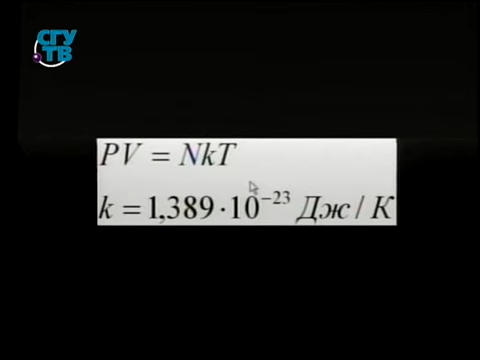 СГУ
ТВ
PV = NkT
k = 1,389 · 10⁻²³ Дж / К